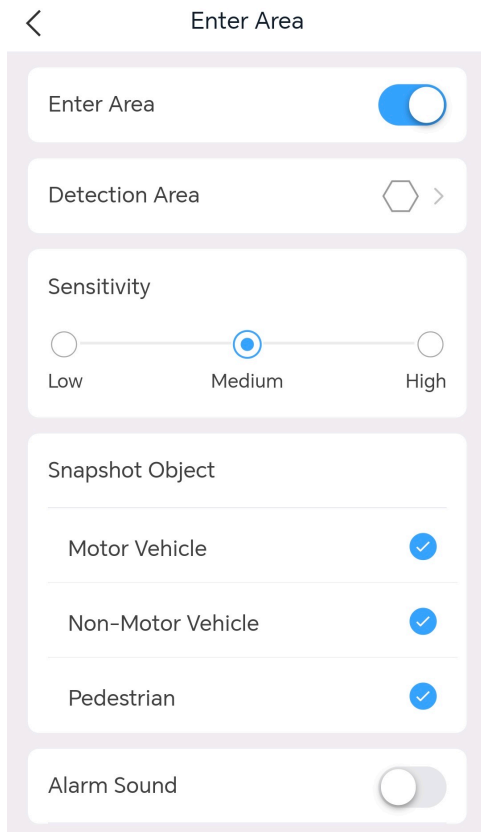 Enter Area
Enter Area
Detection Area
Sensitivity
Low Medium High
Snapshot Object
Motor Vehicle
Non-Motor Vehicle
Pedestrian
Alarm Sound